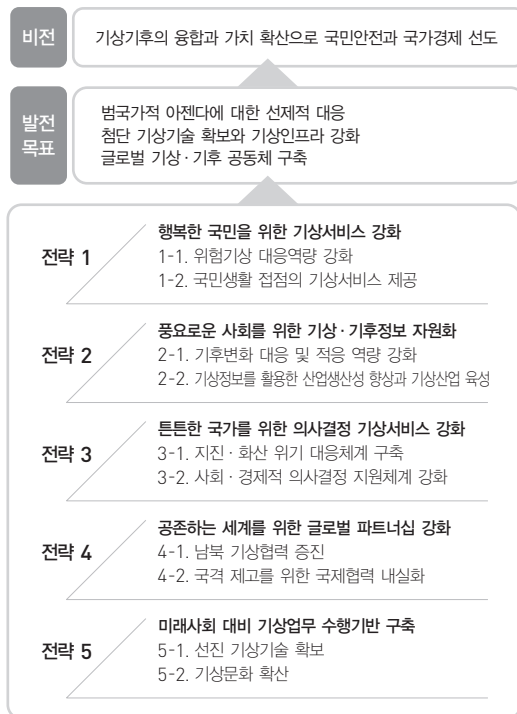 비전
기상기후의 융합과 가치 확산으로 국민안전과 국가경제 선도
발전
목표
범국가적 아젠다에 대한 선제적 대응
첨단 기상기술 확보와 기상인프라 강화
글로벌 기상·기후 공동체 구축
전략 1
행복한 국민을 위한 기상서비스 강화
1-1. 위험기상 대응역량 강화
1-2. 국민생활 접점의 기상서비스 제공
전략 2
풍요로운 사회를 위한 기상·기후정보 자원화
2-1. 기후변화 대응 및 적응 역량 강화
2-2. 기상정보를 활용한 산업생산성 향상과 기상산업 육성
전략 3
튼튼한 국가를 위한 의사결정 기상서비스 강화
3-1. 지진·화산 위기 대응체계 구축
3-2. 사회·경제적 의사결정 지원체계 강화
전략 4
공존하는 세계를 위한 글로벌 파트너십 강화
4-1. 남북 기상협력 증진
4-2. 국격 제고를 위한 국제협력 내실화
전략 5
미래사회 대비 기상업무 수행기반 구축
5-1. 선진 기상기술 확보
5-2. 기상문화 확산